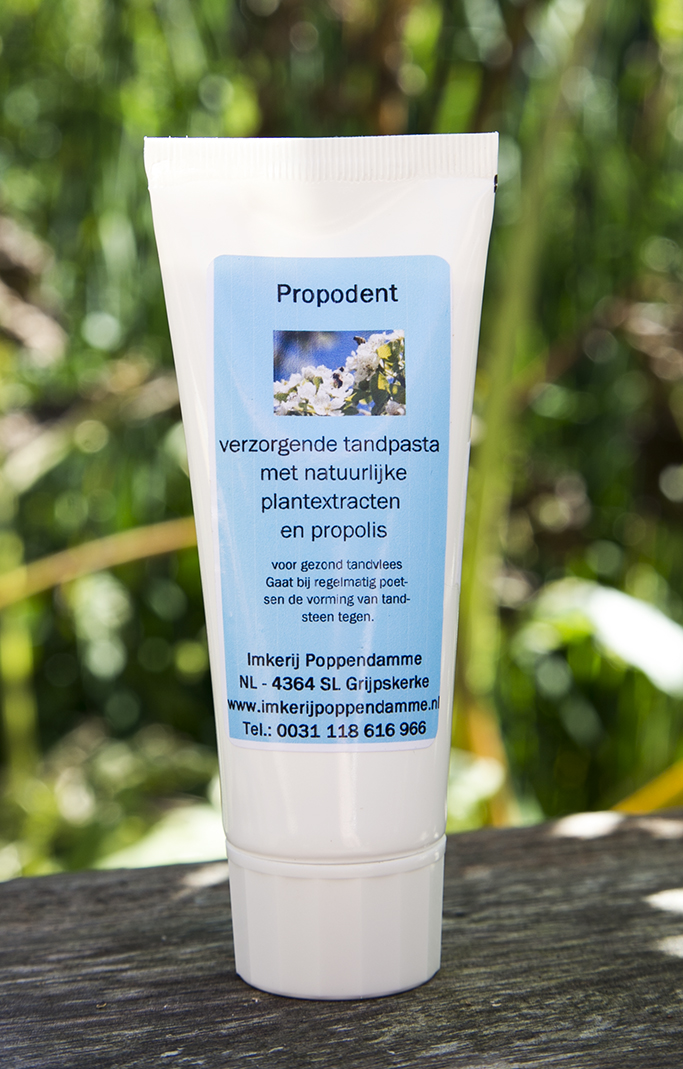 Propodent
verzorgende tandpasta
met natuurlijke
plantextracten
en propolis
voor gezond tandvlees
Gaat bij regelmatig poet-
sen de vorming van tand-
steen tegen.
Imkerij Poppendamme
NL - 4364 SL Grijpskerke
www.imkerijpoppendamme.nl
Tel.: 0031 118 616 966